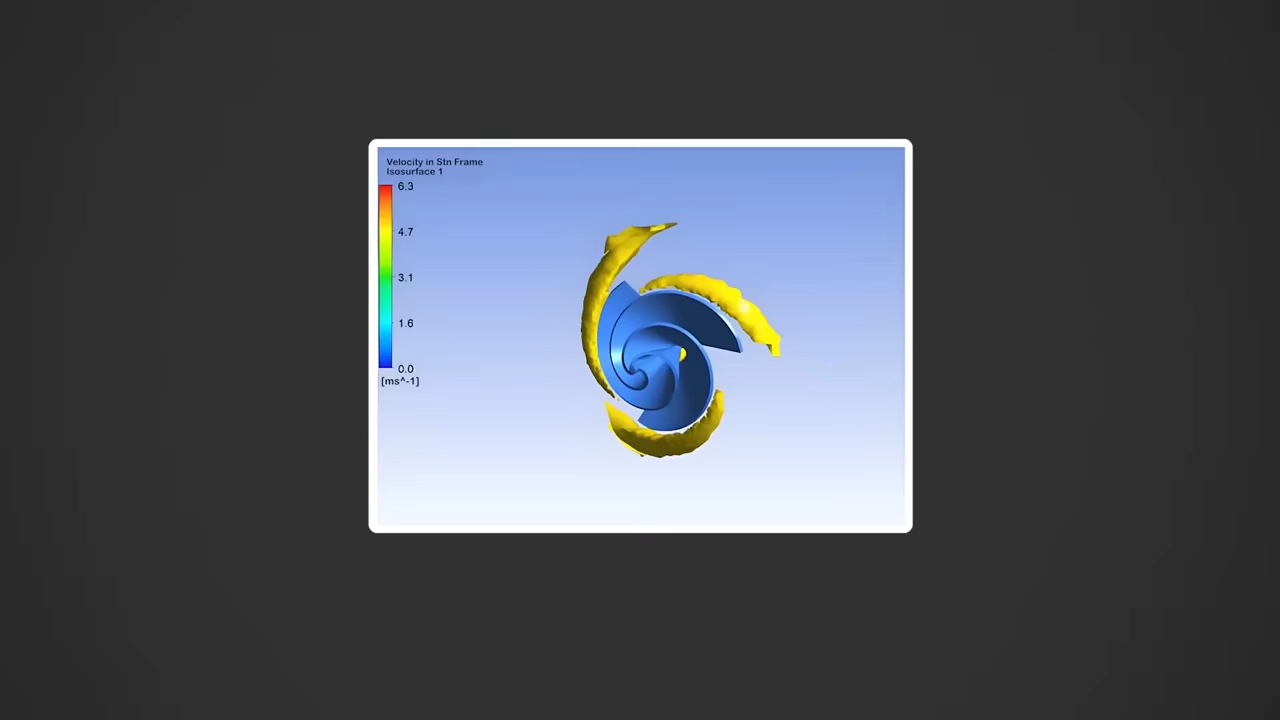 Velocity in Stn Frame
Isosurface 1
6.3
4.7
3.1
1.6
0.0
[ms^-1]